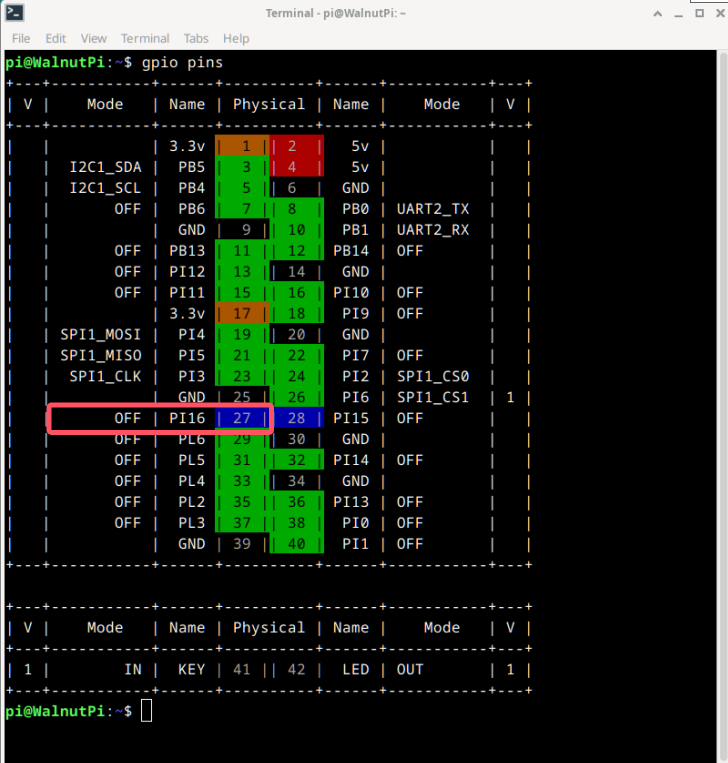 Terminal - pi@WalnutPi: ~
File Edit View Terminal Tabs Help
pi@WalnutPi:~$ gpio pins
+---+-----------+------+----------+------+-----------+---+
| V |    Mode    | Name | Physical | Name |    Mode    | V |
+---+-----------+------+----------+------+-----------+---+
|   |            | 3.3v |  1 || 2  |  5v  |            |   |
|   |   I2C1_SDA |  PB5 |  3 || 4  |  5v  |            |   |
|   |   I2C1_SCL |  PB4 |  5 || 6  | GND  |            |   |
|   |        OFF |  PB6 |  7 || 8  |  PB0 | UART2_TX   |   |
|   |            |  GND |  9 || 10 |  PB1 | UART2_RX   |   |
|   |        OFF | PB13 | 11 || 12 | PB14 | OFF        |   |
|   |        OFF | PI12 | 13 || 14 | GND  |            |   |
|   |        OFF | PI11 | 15 || 16 | PI10 | OFF        |   |
|   |            | 3.3v | 17 || 18 |  PI9 | OFF        |   |
|   |  SPI1_MOSI |  PI4 | 19 || 20 | GND  |            |   |
|   |  SPI1_MISO |  PI5 | 21 || 22 |  PI7 | OFF        |   |
|   |   SPI1_CLK |  PI3 | 23 || 24 |  PI2 | SPI1_CS0   |   |
|   |            |  GND | 25 || 26 |  PI6 | SPI1_CS1   | 1 |
|   |        OFF | PI16 | 27 || 28 | PI15 | OFF        |   |
|   |        OFF |  PL6 | 29 || 30 | GND  |            |   |
|   |        OFF |  PL5 | 31 || 32 | PI14 | OFF        |   |
|   |        OFF |  PL4 | 33 || 34 | GND  |            |   |
|   |        OFF |  PL2 | 35 || 36 | PI13 | OFF        |   |
|   |        OFF |  PL3 | 37 || 38 |  PI0 | OFF        |   |
|   |            |  GND | 39 || 40 |  PI1 | OFF        |   |
+---+-----------+------+----------+------+-----------+---+
+---+-----------+------+----------+------+-----------+---+
| V |    Mode    | Name | Physical | Name |    Mode    | V |
+---+-----------+------+----------+------+-----------+---+
| 1 |         IN |  KEY | 41 || 42 |  LED | OUT        | 1 |
+---+-----------+------+----------+------+-----------+---+
pi@WalnutPi:~$